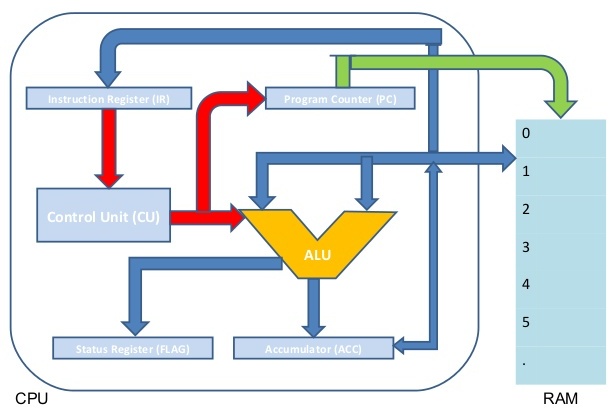 Instruction Register (IR)
Program Counter (PC)
0
1
Control Unit (CU)
2
3
ALU
4
5
Status Register (FLAG)
Accumulator (ACC)
.
CPU
RAM